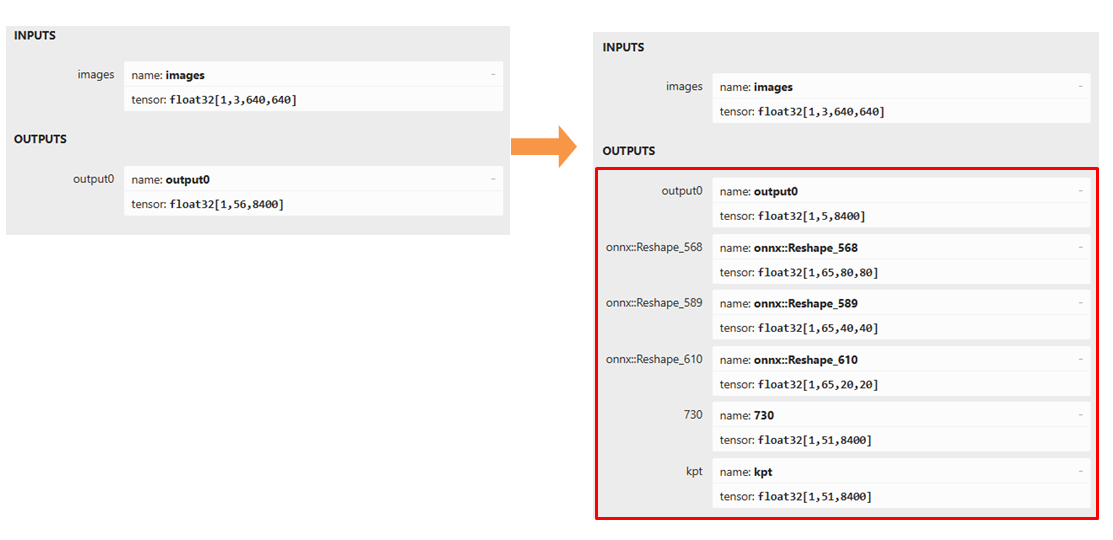 INPUTS
images
name: images
-
tensor: float32[1,3,640,640]
OUTPUTS
output0
name: output0
-
tensor: float32[1,56,8400]
INPUTS
images
name: images
-
tensor: float32[1,3,640,640]
OUTPUTS
output0
name: output0
-
tensor: float32[1,5,8400]
onnx::Reshape_568
name: onnx::Reshape_568
-
tensor: float32[1,65,80,80]
onnx::Reshape_589
name: onnx::Reshape_589
-
tensor: float32[1,65,40,40]
onnx::Reshape_610
name: onnx::Reshape_610
-
tensor: float32[1,65,20,20]
730
name: 730
-
tensor: float32[1,51,8400]
kpt
name: kpt
-
tensor: float32[1,51,8400]